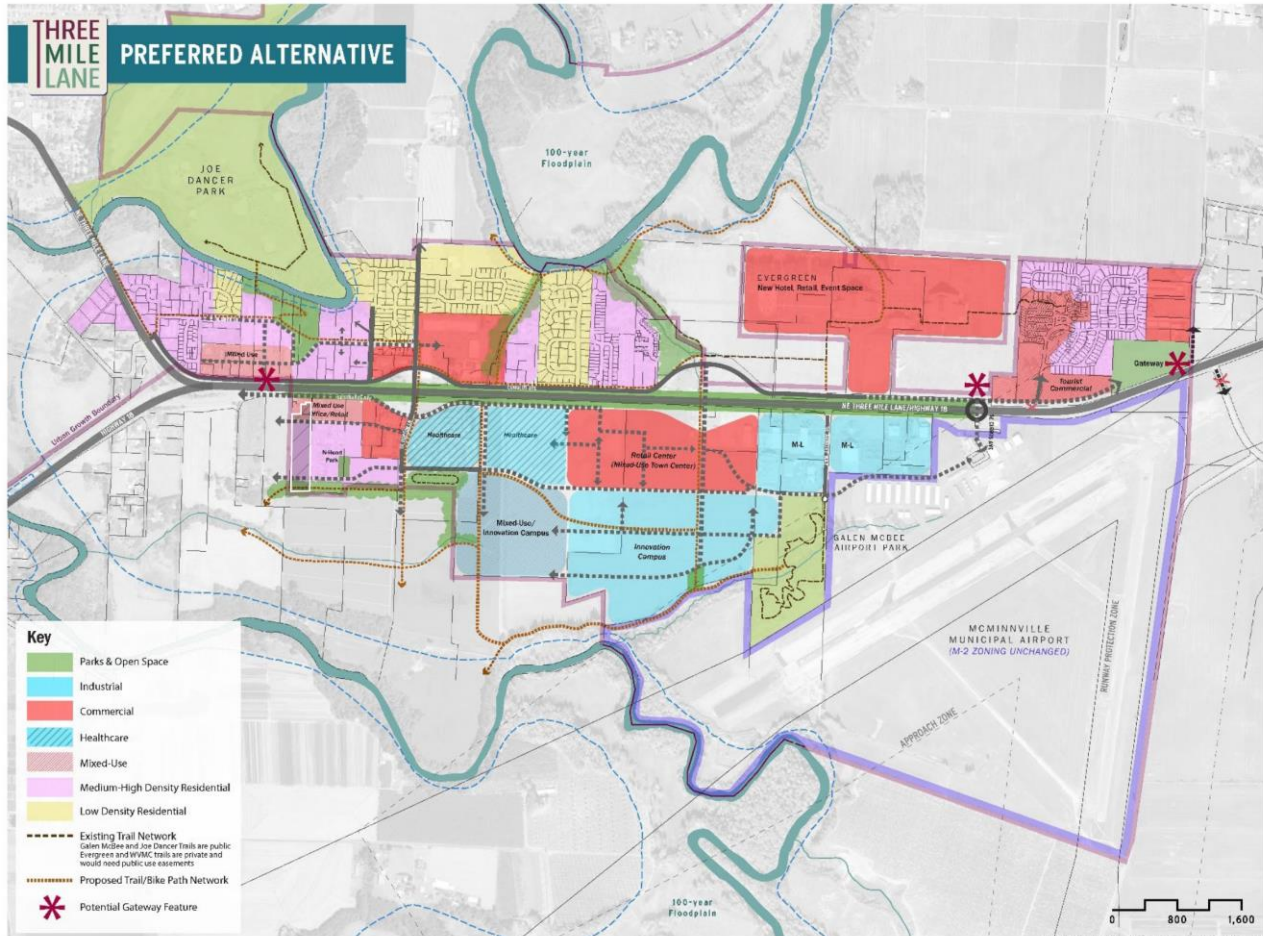 THREE
MILE
LANE
PREFERRED ALTERNATIVE
JOE
DANCER
PARK
100-year
Floodplain
EVERGREEN
New Hotel, Retail, Event Space
Mixed Use
Gateway
Tourist
Commercial
Urban Growth Boundary
HIGHWAY 18
NE THREE MILE LANE/HIGHWAY 18
Mixed Use
Office/Retail
N-Hood
Park
Healthcare
Healthcare
Retail Center
(Mixed-Use Town Center)
M-L
M-L
Mixed-Use/
Innovation Campus
Innovation
Campus
GALEN MCBEE
AIRPORT PARK
MCMINNVILLE
MUNICIPAL AIRPORT
(M-2 ZONING UNCHANGED)
RUNWAY PROTECTION ZONE
APPROACH ZONE
Key
Parks & Open Space
Industrial
Commercial
Healthcare
Mixed-Use
Medium-High Density Residential
Low Density Residential
Existing Trail Network
Galen McBee and Joe Dancer Trails are public
Evergreen and WVMC trails are private and
would need public use easements
Proposed Trail/Bike Path Network
Potential Gateway Feature
100-year
Floodplain
0 800 1,600